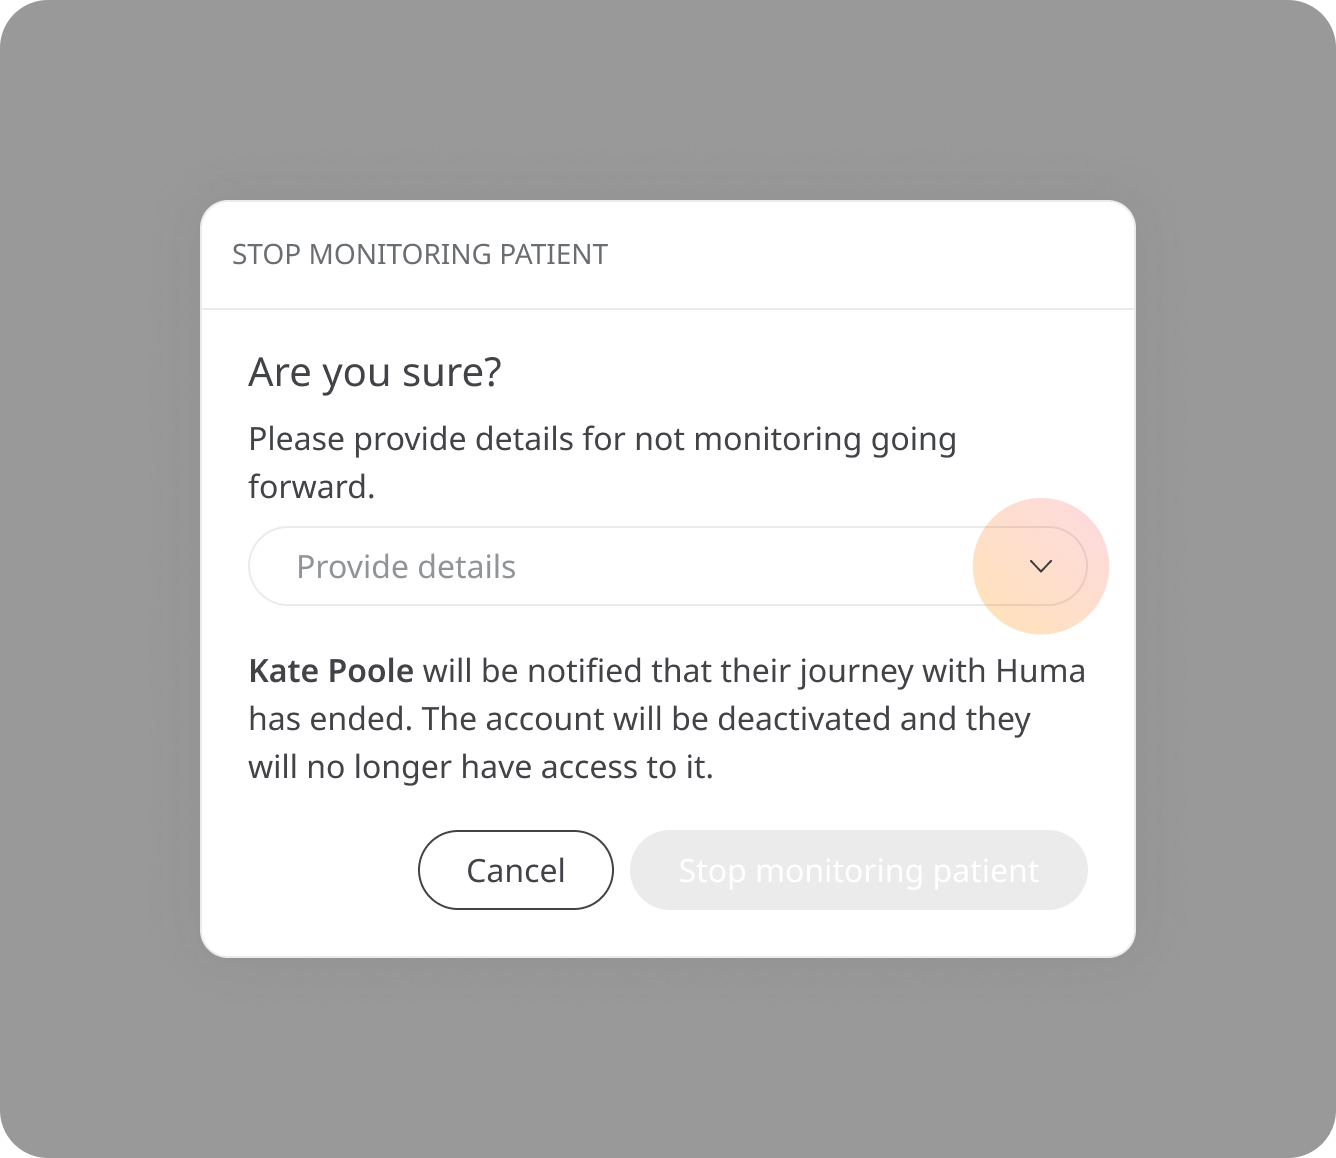 STOP MONITORING PATIENT
Are you sure?
Please provide details for not monitoring going
forward.
Provide details
Kate Poole will be notified that their journey with Huma
has ended. The account will be deactivated and they
will no longer have access to it.
Cancel
Stop monitoring patient